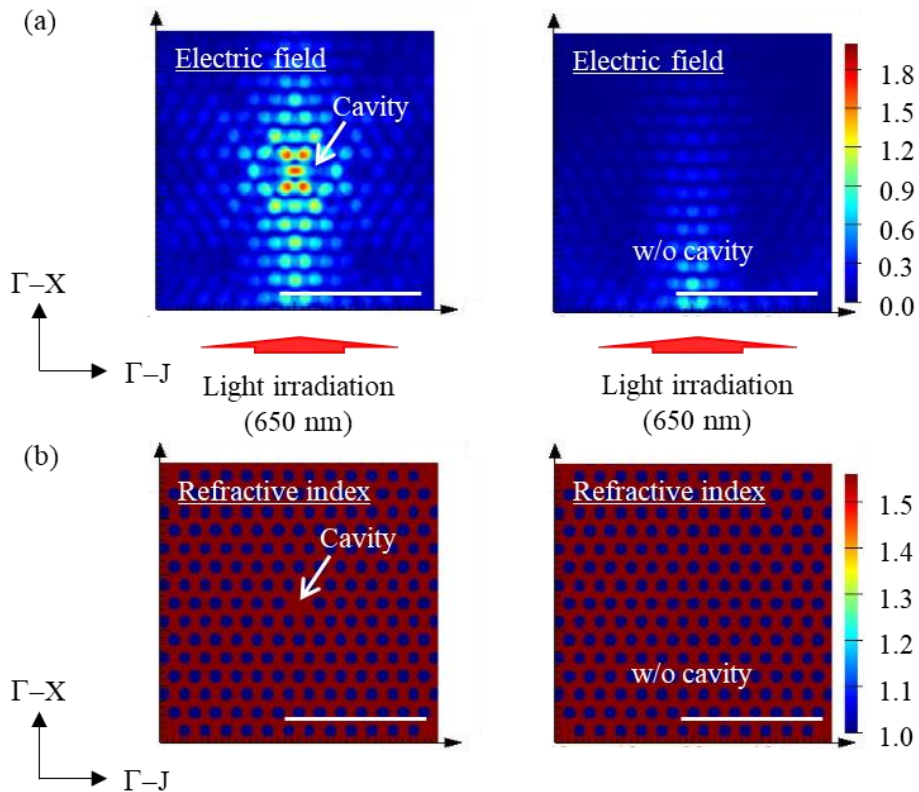 (a)
Electric field
Cavity
Electric field
w/o cavity
1.8
1.5
1.2
0.9
0.6
0.3
0.0
Γ–X
Γ–J
Light irradiation
(650 nm)
Light irradiation
(650 nm)
(b)
Refractive index
Cavity
Refractive index
w/o cavity
1.5
1.4
1.3
1.2
1.1
1.0
Γ–X
Γ–J